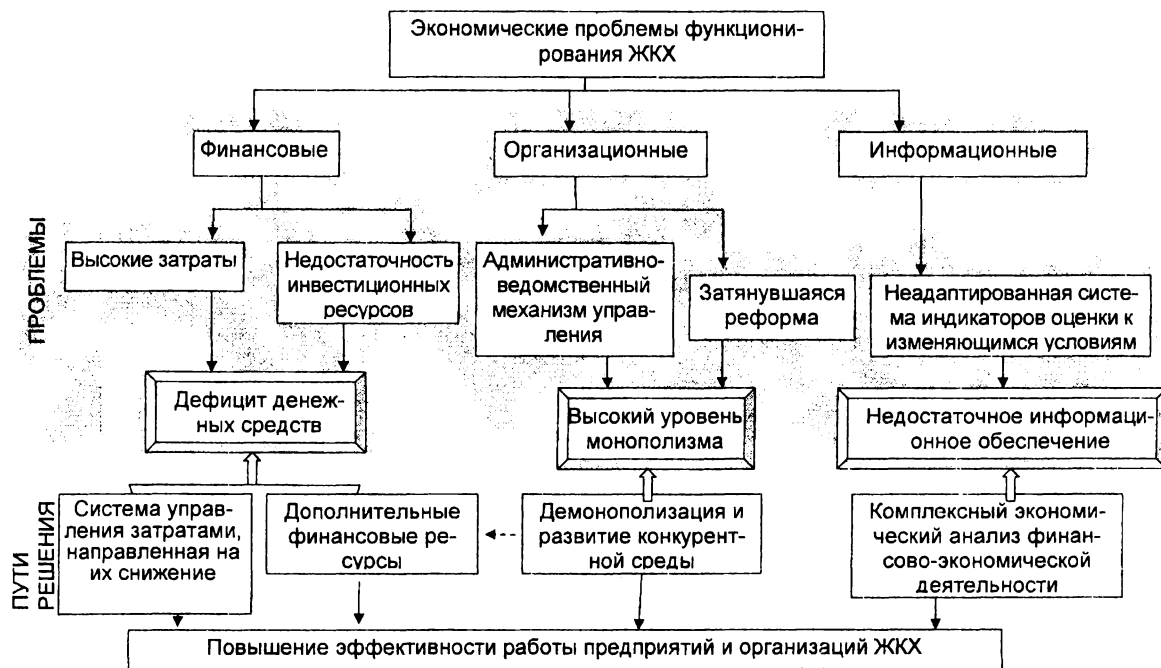 Экономические проблемы функциони-
рования ЖКХ
Финансовые
Организационные
Информационные
ПРОБЛЕМЫ
Высокие затраты
Недостаточность
инвестиционных
ресурсов
Административно-
ведомственный
механизм управ-
ления
Затянувшаяся
реформа
Неадаптированная систе-
ма индикаторов оценки к
изменяющимся условиям
Дефицит денеж-
ных средств
Высокий уровень
монополизма
Недостаточное информаци-
онное обеспечение
ПУТИ
РЕШЕНИЯ
Система управ-
ления затратами,
направленная на
их снижение
Дополнительные
финансовые ре-
сурсы
Демонополизация и
развитие конкурент-
ной среды
Комплексный экономи-
ческий анализ финан-
сово-экономической
деятельности
Повышение эффективности работы предприятий и организаций ЖКХ